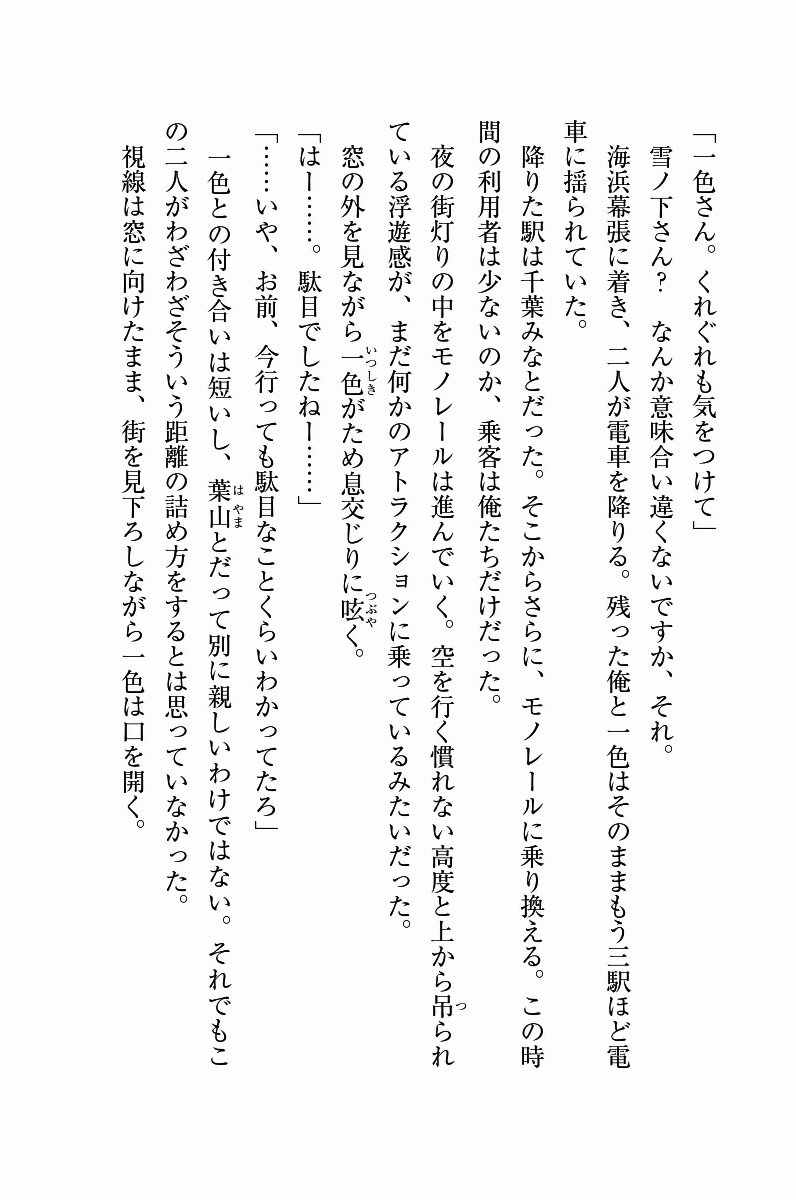 「一色さん。くれぐれも気をつけて」
　雪ノ下さん？　なんか意味合い違くないですか、それ。
　海浜幕張に着き、二人が電車を降りる。残った俺と一色はそのままもう三駅ほど電
車に揺られていた。
　降りた駅は千葉みなとだった。そこからさらに、モノレールに乗り換える。この時
間の利用者は少ないのか、乗客は俺たちだけだった。
　夜の街灯りの中をモノレールは進んでいく。空を行く慣れない高度と上から吊られ
ている浮遊感が、まだ何かのアトラクションに乗っているみたいだった。
　窓の外を見ながら一色がため息交じりに呟く。
「はー……。駄目でしたねー……」
「……いや、お前、今行っても駄目なことくらいわかってたろ」
　一色との付き合いは短いし、葉山とだって別に親しいわけではない。それでもこ
の二人がわざわざそういう距離の詰め方をするとは思っていなかった。
　視線は窓に向けたまま、街を見下ろしながら一色は口を開く。